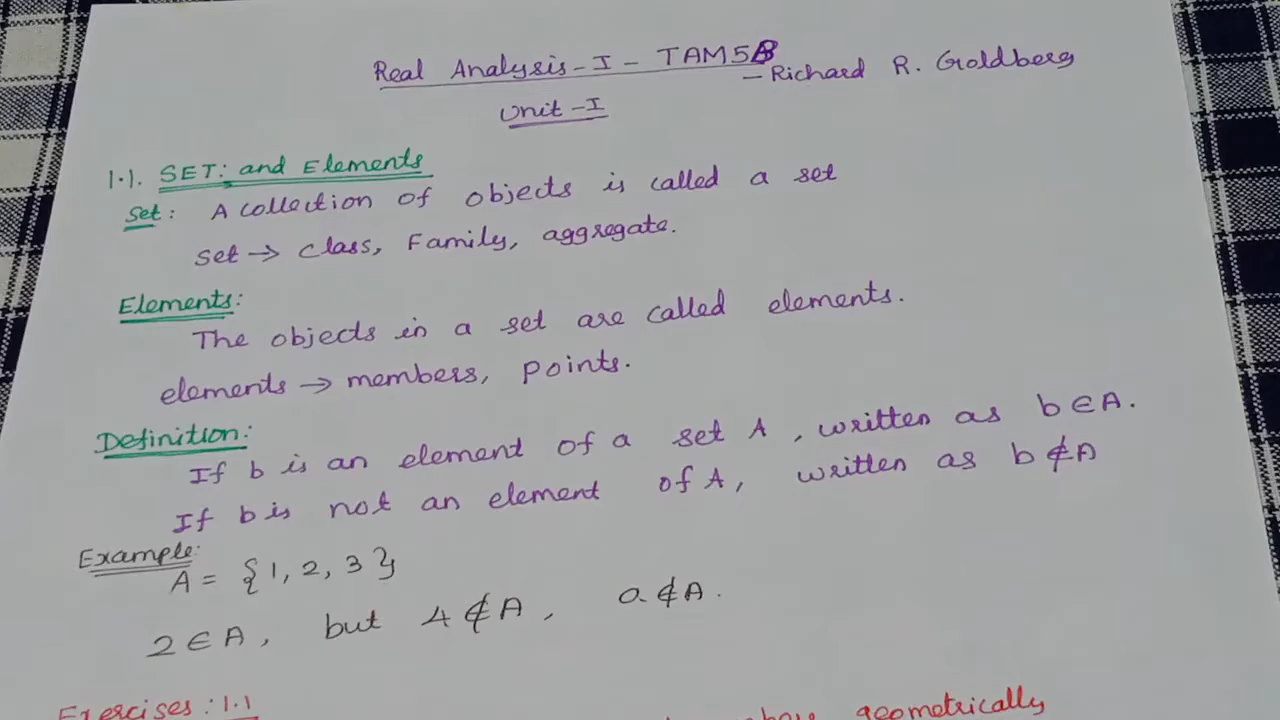 Real Analysis - I - TAM5B
- Richard R. Goldberg
Unit - I
1.1. SET: and Elements
Set: A collection of objects is called a set
Set → Class, Family, aggregate.
Elements:
The objects in a set are called elements.
elements → members, points.
Definition:
If b is an element of a set A, written as b ∈ A.
If b is not an element of A, written as b ∉ A
Example:
A = {1, 2, 3}
2 ∈ A, but 4 ∉ A, a ∉ A.
Exercises: 1.1
geometrically